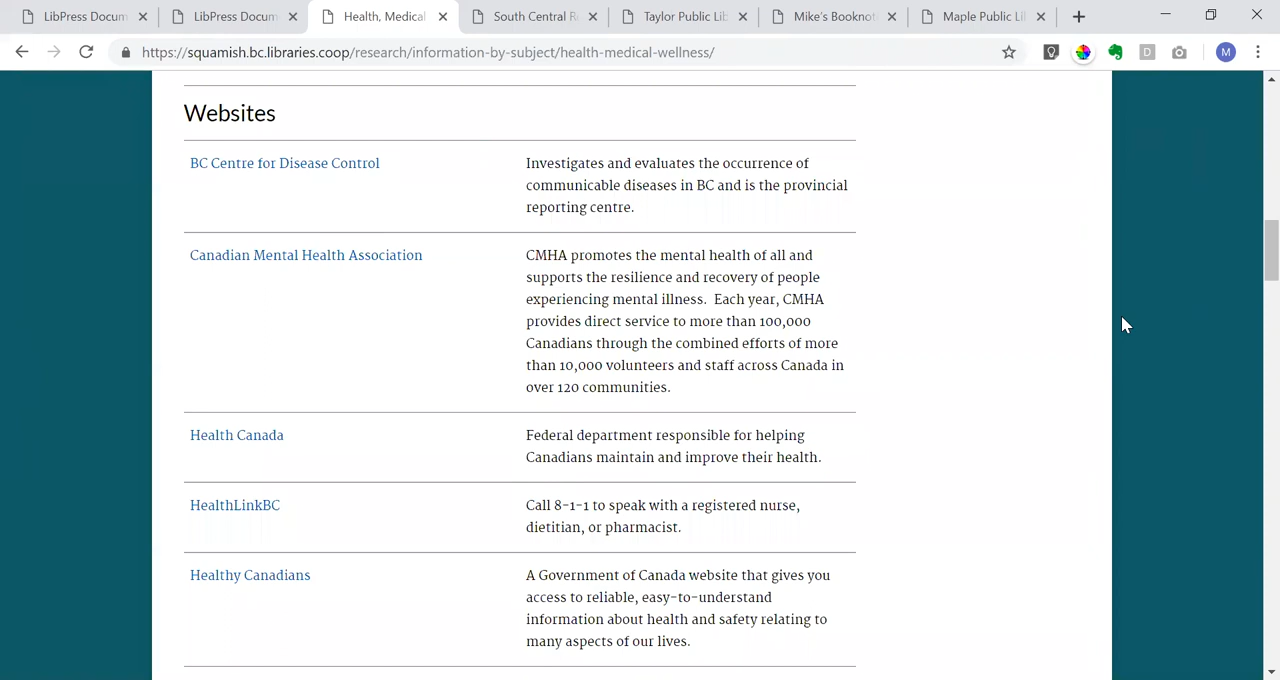 LibPress Docum
LibPress Docum
Health, Medical
South Central R
Taylor Public Lib
Mike's Booknot
Maple Public Li
https://squamish.bc.libraries.coop/research/information-by-subject/health-medical-wellness/
D
M
Websites
BC Centre for Disease Control
Investigates and evaluates the occurrence of
communicable diseases in BC and is the provincial
reporting centre.
Canadian Mental Health Association
CMHA promotes the mental health of all and
supports the resilience and recovery of people
experiencing mental illness.  Each year, CMHA
provides direct service to more than 100,000
Canadians through the combined efforts of more
than 10,000 volunteers and staff across Canada in
over 120 communities.
Health Canada
Federal department responsible for helping
Canadians maintain and improve their health.
HealthLinkBC
Call 8-1-1 to speak with a registered nurse,
dietitian, or pharmacist.
Healthy Canadians
A Government of Canada website that gives you
access to reliable, easy-to-understand
information about health and safety relating to
many aspects of our lives.